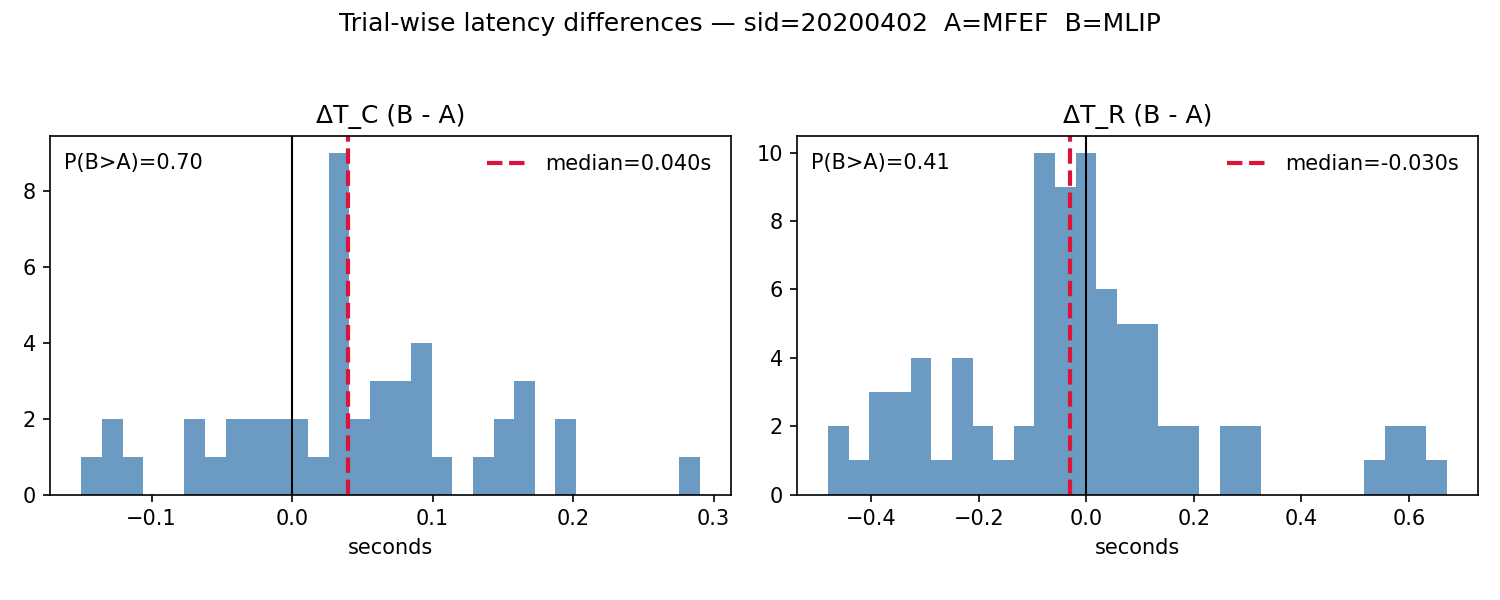 Trial-wise latency differences — sid=20200402  A=MFEF  B=MLIP
ΔT_C (B - A)
P(B>A)=0.70
median=0.040s
8
6
4
2
0
−0.1
0.0
0.1
0.2
0.3
seconds
ΔT_R (B - A)
P(B>A)=0.41
median=-0.030s
10
8
6
4
2
0
−0.4
−0.2
0.0
0.2
0.4
0.6
seconds